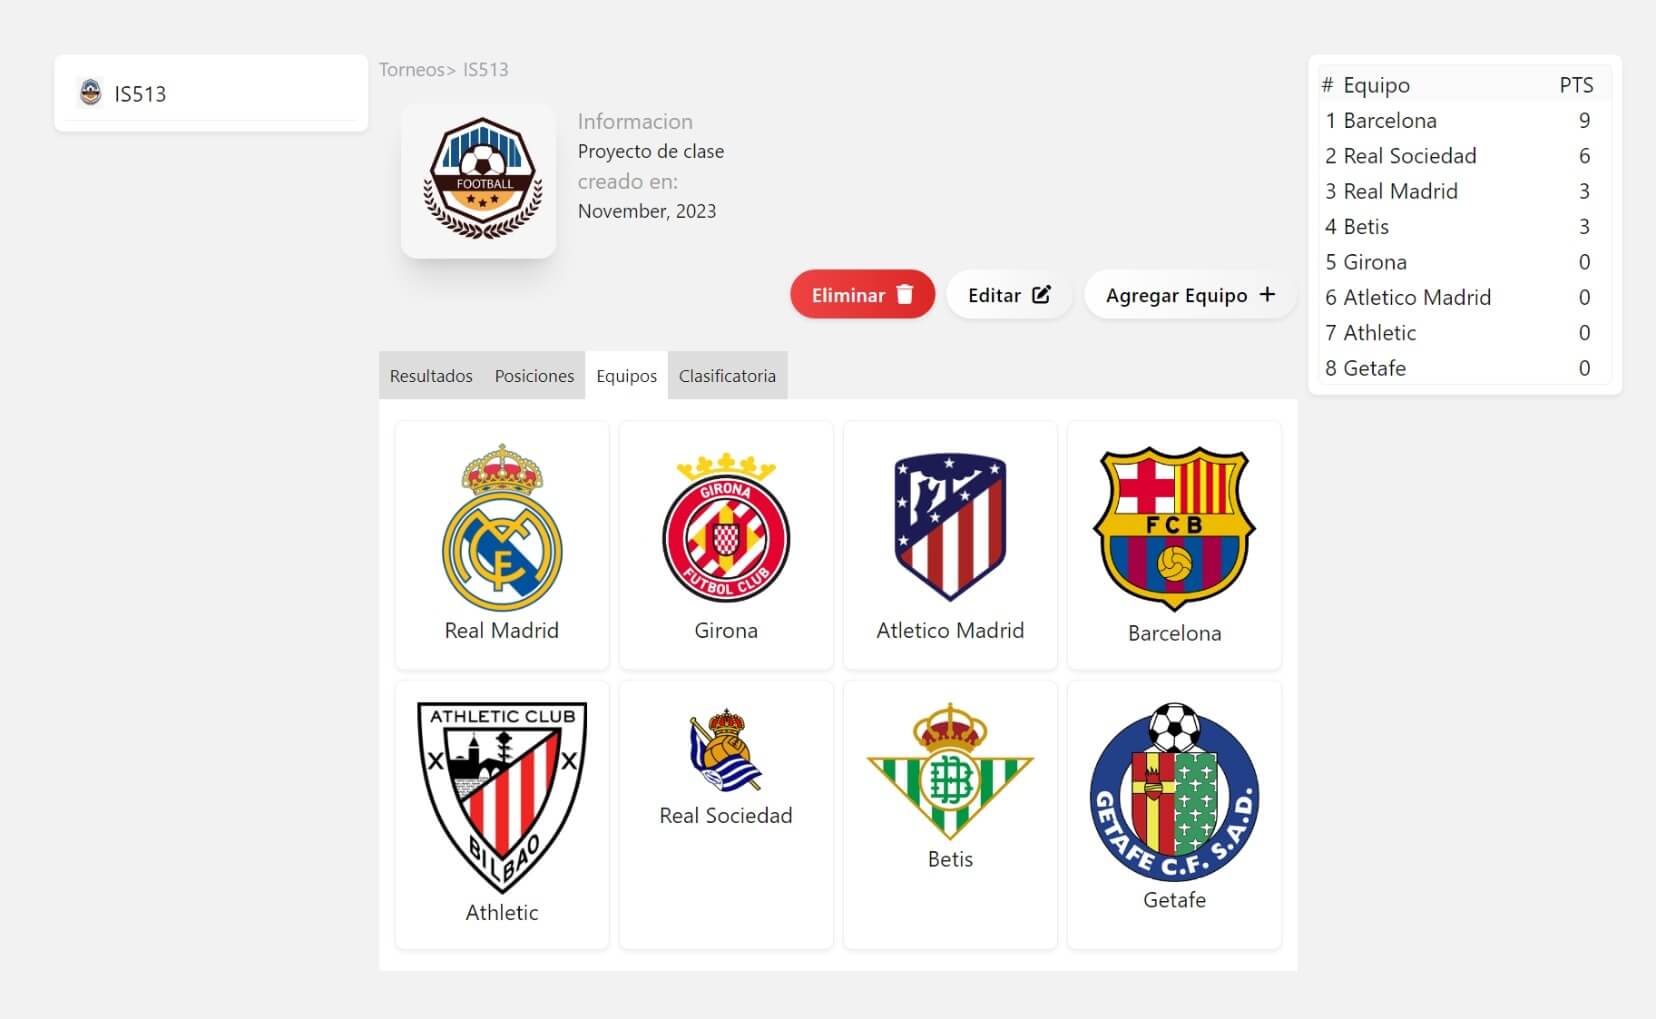 IS513
Torneos> IS513
FOOTBALL
Informacion
Proyecto de clase
creado en:
November, 2023
Eliminar
Editar
Agregar Equipo +
Resultados
Posiciones
Equipos
Clasificatoria
GIRONA
FUTBOL CLUB
FCB
Real Madrid
Girona
Atletico Madrid
Barcelona
ATHLETIC CLUB
BILBAO
GETAFE C.F. S.A.D.
Athletic
Real Sociedad
Betis
Getafe
# Equipo PTS
1 Barcelona 9
2 Real Sociedad 6
3 Real Madrid 3
4 Betis 3
5 Girona 0
6 Atletico Madrid 0
7 Athletic 0
8 Getafe 0